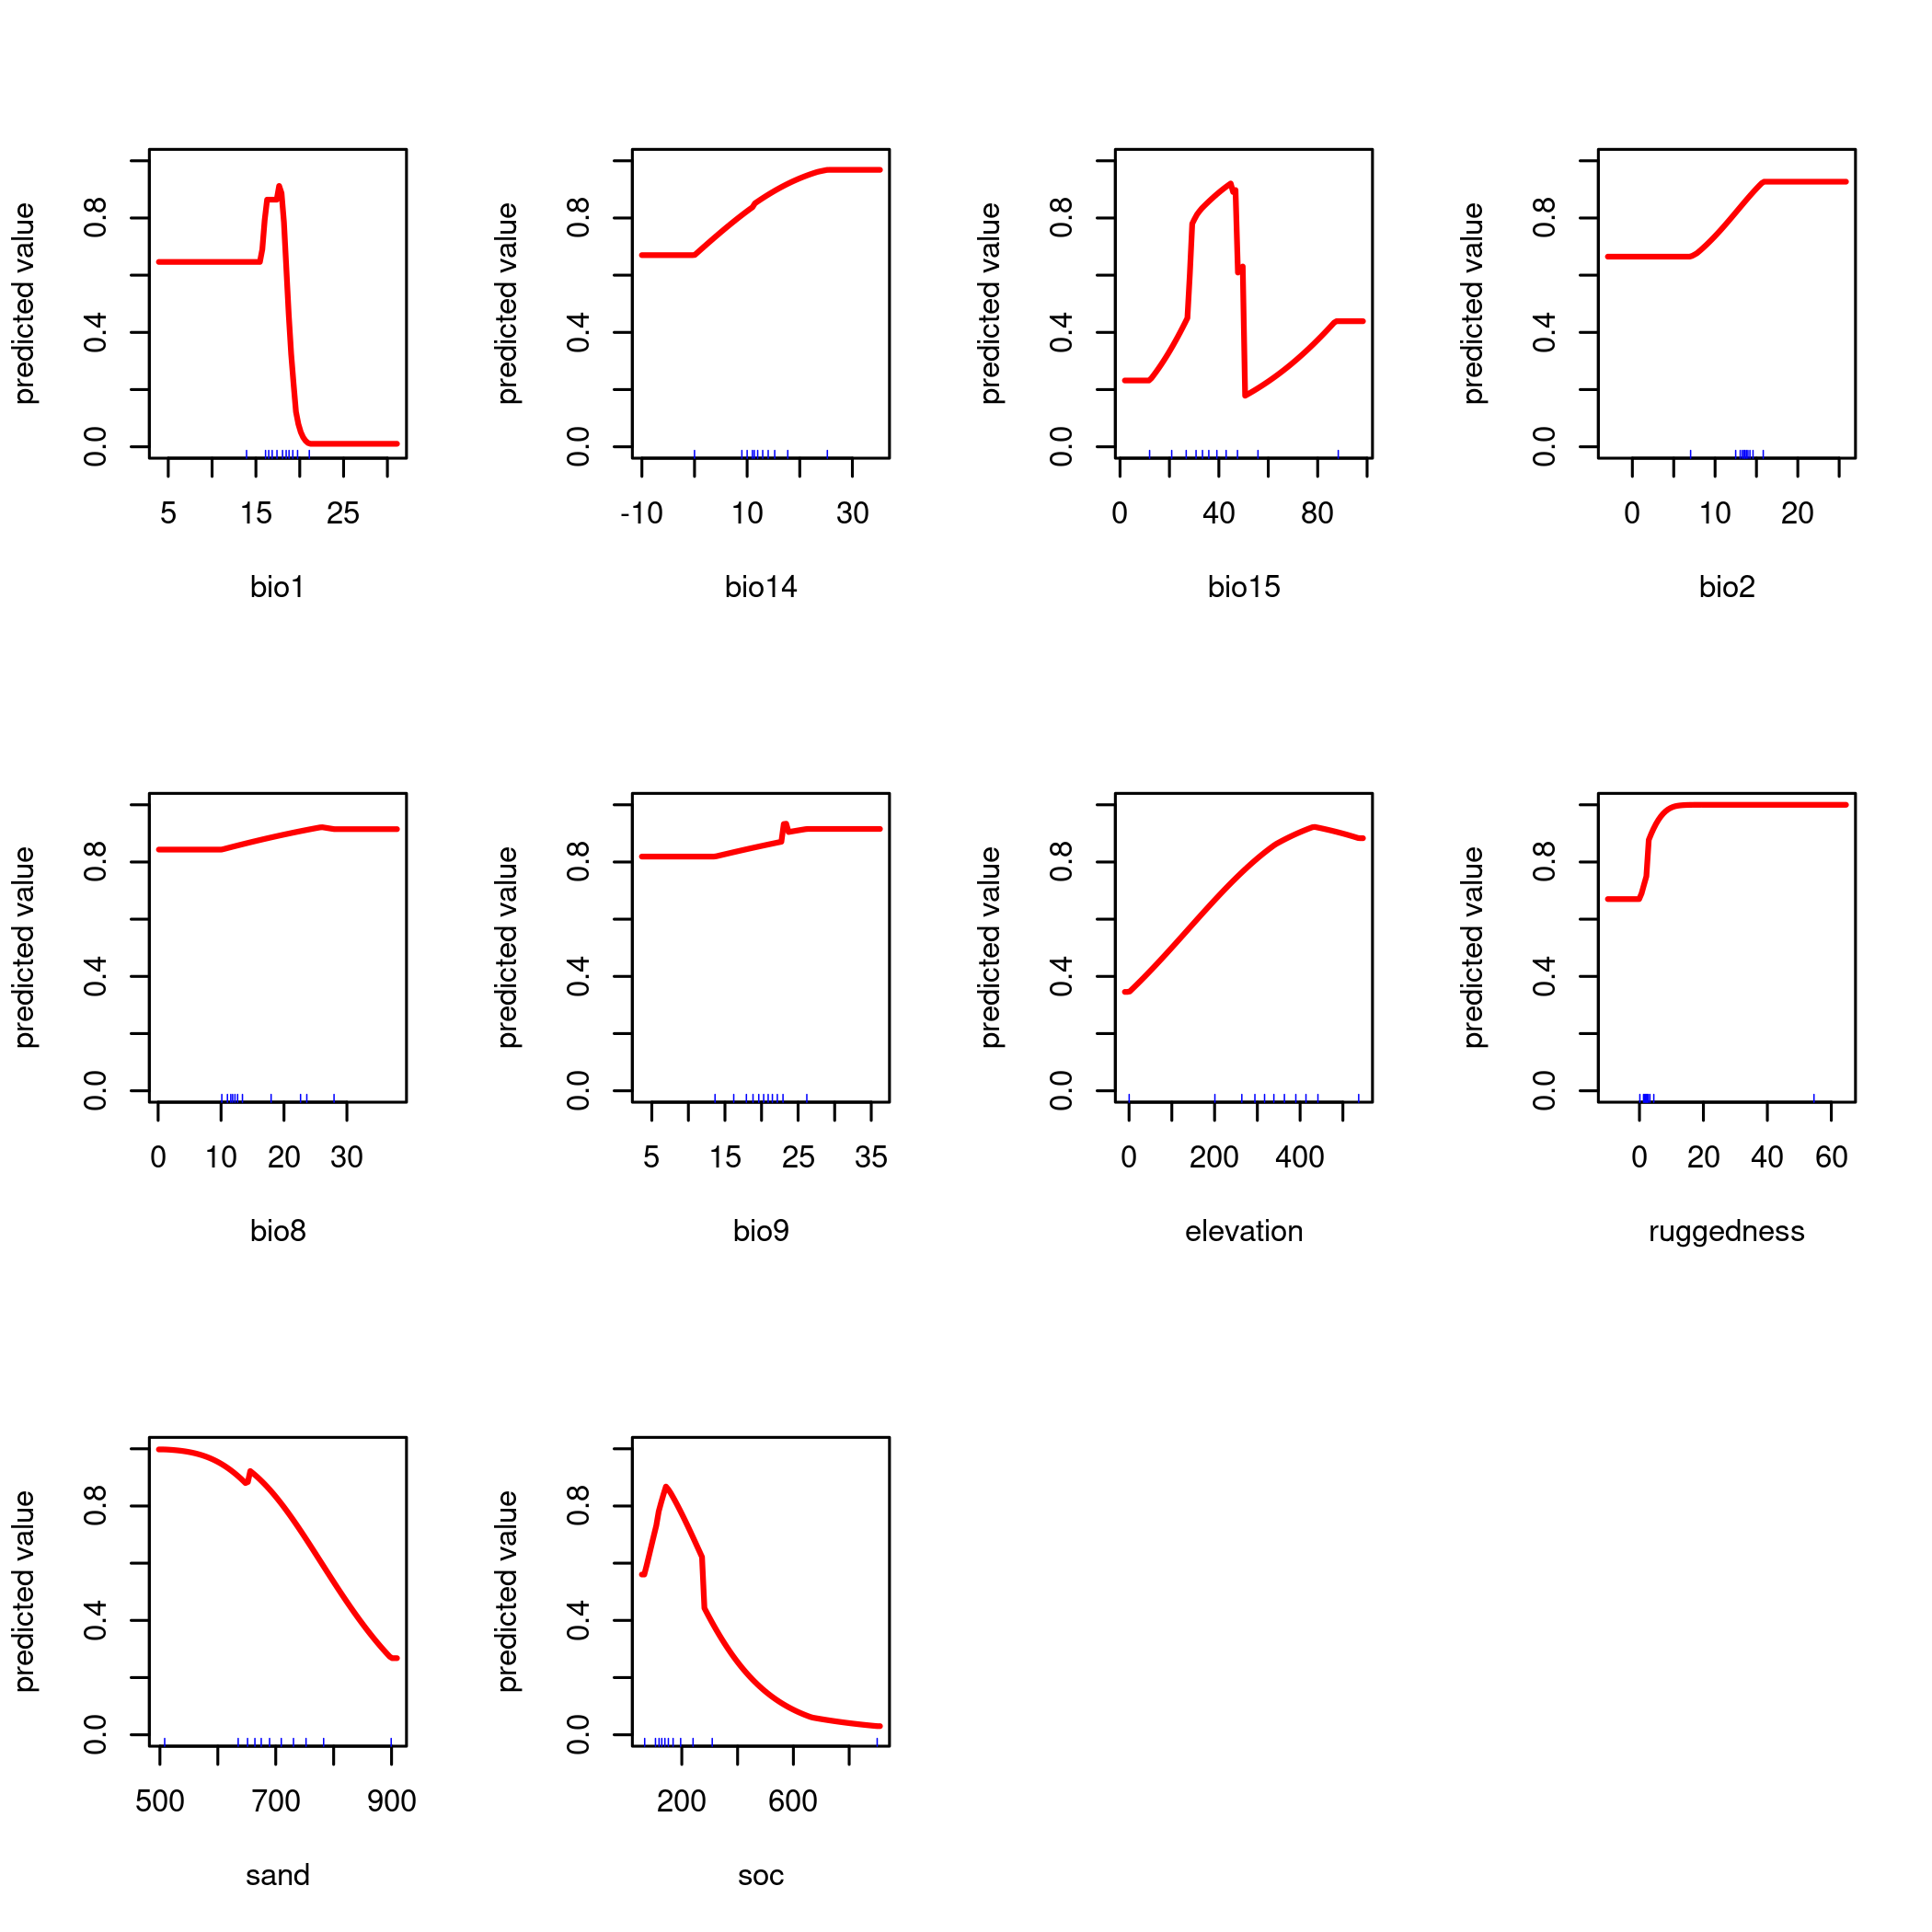 predicted value
0.0 0.4 0.8
5 15 25
bio1
predicted value
0.0 0.4 0.8
-10 10 30
bio14
predicted value
0.0 0.4 0.8
0 40 80
bio15
predicted value
0.0 0.4 0.8
0 10 20
bio2
predicted value
0.0 0.4 0.8
0 10 20 30
bio8
predicted value
0.0 0.4 0.8
5 15 25 35
bio9
predicted value
0.0 0.4 0.8
0 200 400
elevation
predicted value
0.0 0.4 0.8
0 20 40 60
ruggedness
predicted value
0.0 0.4 0.8
500 700 900
sand
predicted value
0.0 0.4 0.8
200 600
soc